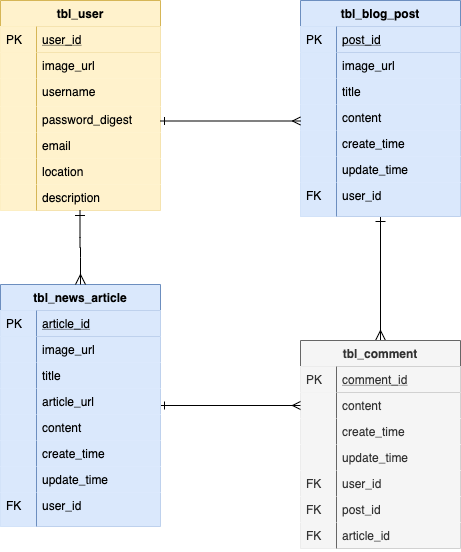 tbl_user
PK user_id
image_url
username
password_digest
email
location
description
tbl_blog_post
PK post_id
image_url
title
content
create_time
update_time
FK user_id
tbl_news_article
PK article_id
image_url
title
article_url
content
create_time
update_time
FK user_id
tbl_comment
PK comment_id
content
create_time
update_time
FK user_id
FK post_id
FK article_id